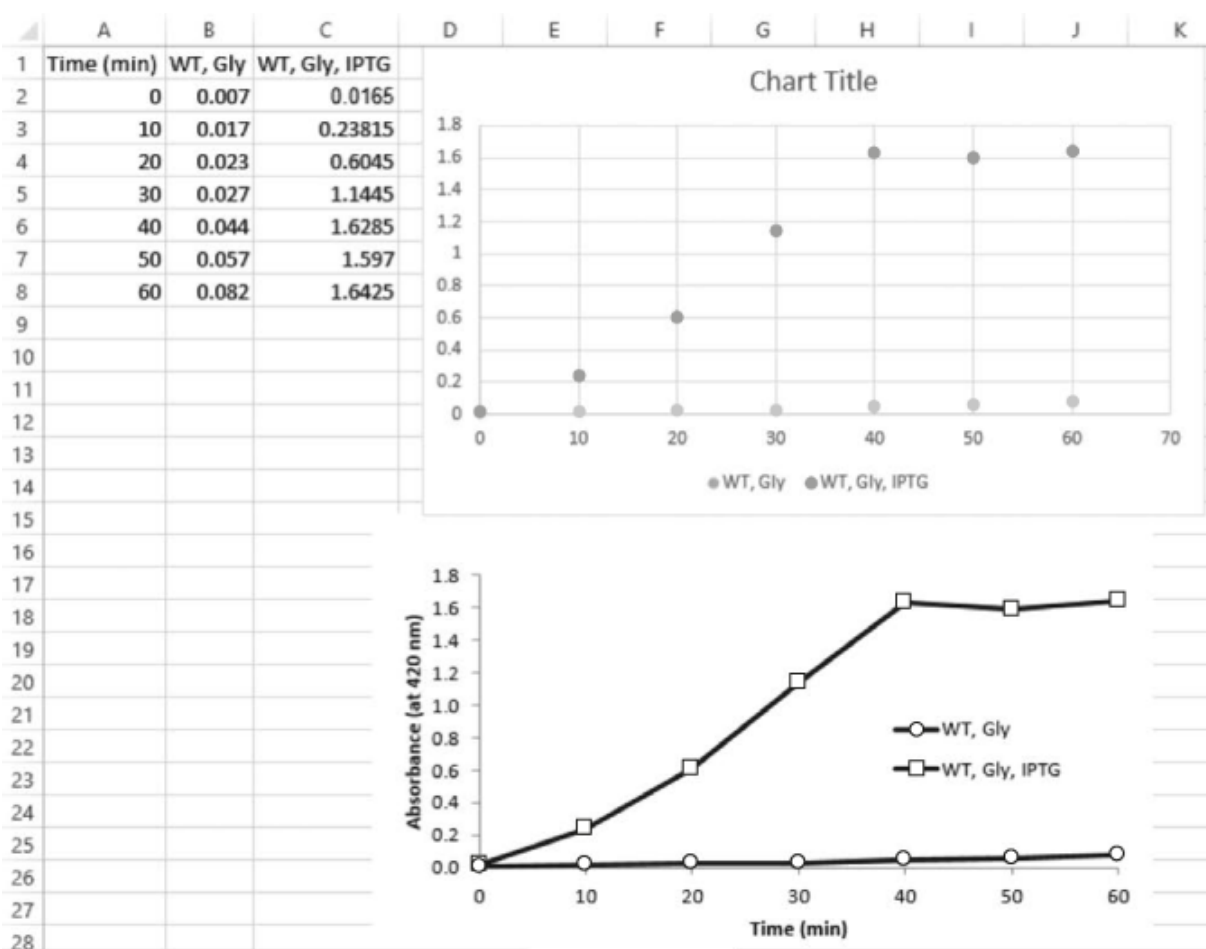 A B C D E F G H I J K
1 Time (min) WT, Gly WT, Gly, IPTG
2 0 0.007 0.0165
3 10 0.017 0.23815
4 20 0.023 0.6045
5 30 0.027 1.1445
6 40 0.044 1.6285
7 50 0.057 1.597
8 60 0.082 1.6425
9
10
11
12
13
14
15
16
17
18
19
20
21
22
23
24
25
26
27
28
Chart Title
1.8
1.6
1.4
1.2
1
0.8
0.6
0.4
0.2
0
0 10 20 30 40 50 60 70
WT, Gly WT, Gly, IPTG
Absorbance (at 420 nm)
1.8
1.6
1.4
1.2
1.0
0.8
0.6
0.4
0.2
0.0
WT, Gly
WT, Gly, IPTG
0 10 20 30 40 50 60
Time (min)